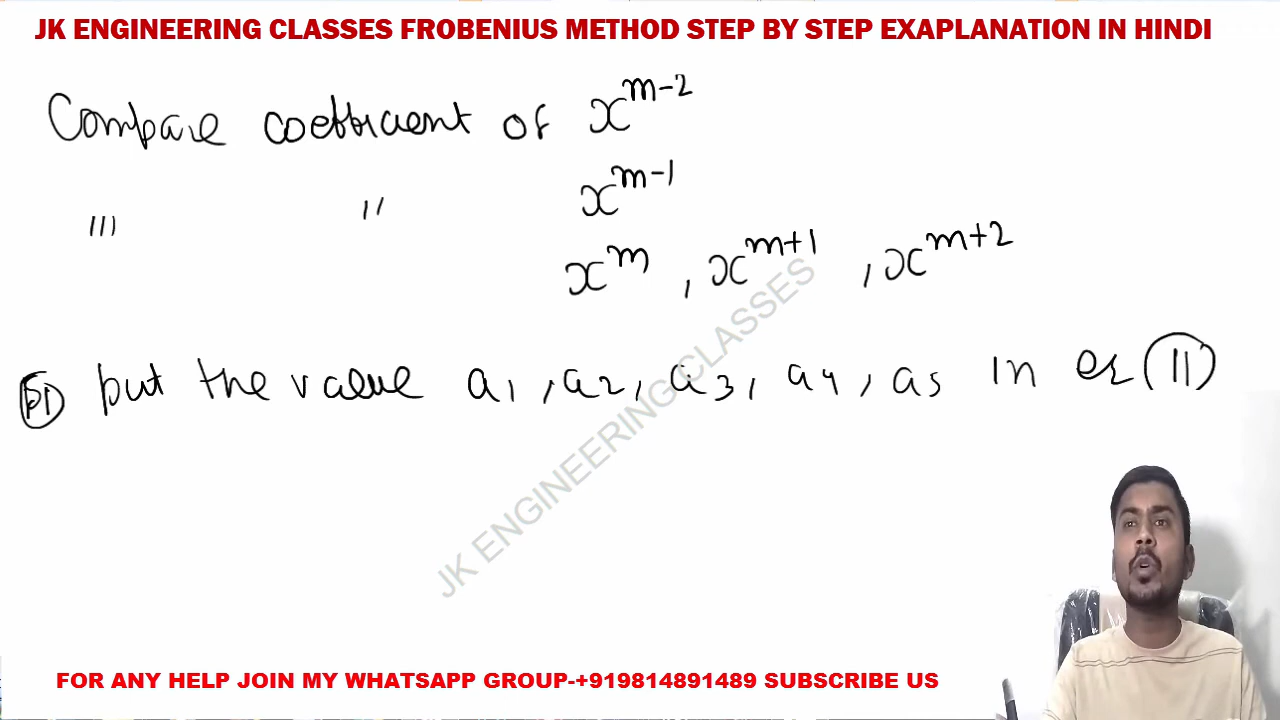 JK ENGINEERING CLASSES FROBENIUS METHOD STEP BY STEP EXAPLANATION IN HINDI
Compare coefficient of x^{m-2}
" " x^{m-1}
x^m , x^{m+1} , x^{m+2}
put the value a1 , a2 , a3 , a4 , a5 in (11)
JK ENGINEERING CLASSES
FOR ANY HELP JOIN MY WHATSAPP GROUP-+919814891489 SUBSCRIBE US